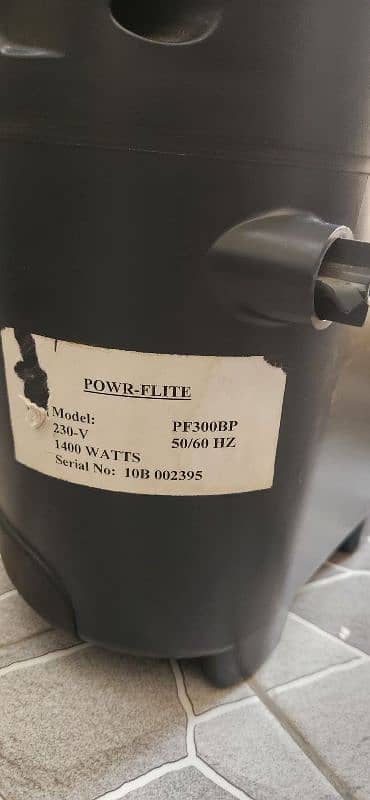 POWR-FLITE
Model: PF300BP
230-V 50/60 HZ
1400 WATTS
Serial No: 10B 002395